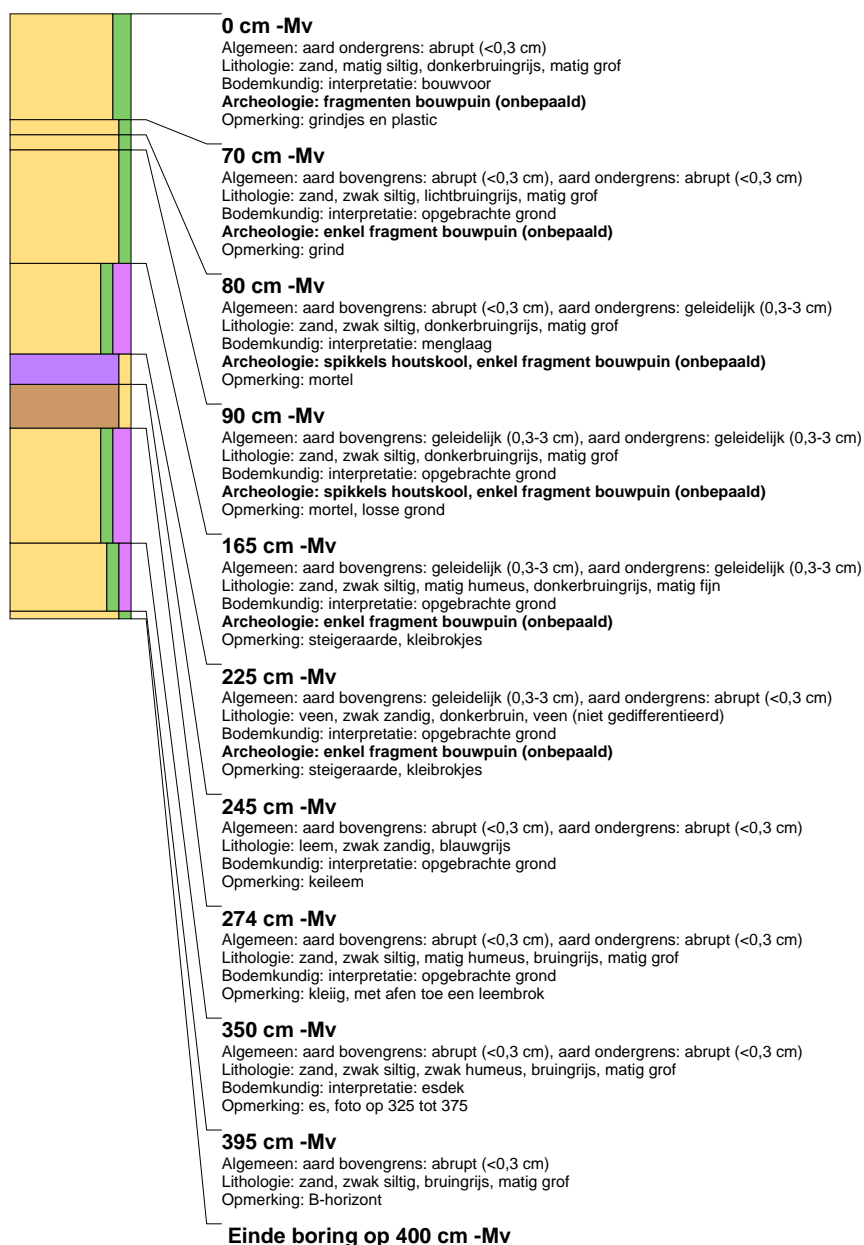 0 cm -Mv
Algemeen: aard ondergrens: abrupt (<0,3 cm)
Lithologie: zand, matig siltig, donkerbruingrijs, matig grof
Bodemkundig: interpretatie: bouwvoor
Archeologie: fragmenten bouwpuin (onbepaald)
Opmerking: grindjes en plastic
70 cm -Mv
Algemeen: aard bovengrens: abrupt (<0,3 cm), aard ondergrens: abrupt (<0,3 cm)
Lithologie: zand, zwak siltig, lichtbruingrijs, matig grof
Bodemkundig: interpretatie: opgebrachte grond
Archeologie: enkel fragment bouwpuin (onbepaald)
Opmerking: grind
80 cm -Mv
Algemeen: aard bovengrens: abrupt (<0,3 cm), aard ondergrens: geleidelijk (0,3-3 cm)
Lithologie: zand, zwak siltig, donkerbruingrijs, matig grof
Bodemkundig: interpretatie: menglaag
Archeologie: spikkels houtskool, enkel fragment bouwpuin (onbepaald)
Opmerking: mortel
90 cm -Mv
Algemeen: aard bovengrens: geleidelijk (0,3-3 cm), aard ondergrens: geleidelijk (0,3-3 cm)
Lithologie: zand, zwak siltig, donkerbruingrijs, matig grof
Bodemkundig: interpretatie: opgebrachte grond
Archeologie: spikkels houtskool, enkel fragment bouwpuin (onbepaald)
Opmerking: mortel, losse grond
165 cm -Mv
Algemeen: aard bovengrens: geleidelijk (0,3-3 cm), aard ondergrens: geleidelijk (0,3-3 cm)
Lithologie: zand, zwak siltig, matig humeus, donkerbruingrijs, matig fijn
Bodemkundig: interpretatie: opgebrachte grond
Archeologie: enkel fragment bouwpuin (onbepaald)
Opmerking: steigeraarde, kleibrokjes
225 cm -Mv
Algemeen: aard bovengrens: geleidelijk (0,3-3 cm), aard ondergrens: abrupt (<0,3 cm)
Lithologie: veen, zwak zandig, donkerbruin, veen (niet gedifferentieerd)
Bodemkundig: interpretatie: opgebrachte grond
Archeologie: enkel fragment bouwpuin (onbepaald)
Opmerking: steigeraarde, kleibrokjes
245 cm -Mv
Algemeen: aard bovengrens: abrupt (<0,3 cm), aard ondergrens: abrupt (<0,3 cm)
Lithologie: leem, zwak zandig, blauwgrijs
Bodemkundig: interpretatie: opgebrachte grond
Opmerking: keileem
274 cm -Mv
Algemeen: aard bovengrens: abrupt (<0,3 cm), aard ondergrens: abrupt (<0,3 cm)
Lithologie: zand, zwak siltig, matig humeus, bruingrijs, matig grof
Bodemkundig: interpretatie: opgebrachte grond
Opmerking: kleiig, met afen toe een leembrok
350 cm -Mv
Algemeen: aard bovengrens: abrupt (<0,3 cm), aard ondergrens: abrupt (<0,3 cm)
Lithologie: zand, zwak siltig, zwak humeus, bruingrijs, matig grof
Bodemkundig: interpretatie: esdek
Opmerking: es, foto op 325 tot 375
395 cm -Mv
Algemeen: aard bovengrens: abrupt (<0,3 cm)
Lithologie: zand, zwak siltig, bruingrijs, matig grof
Opmerking: B-horizont
Einde boring op 400 cm -Mv